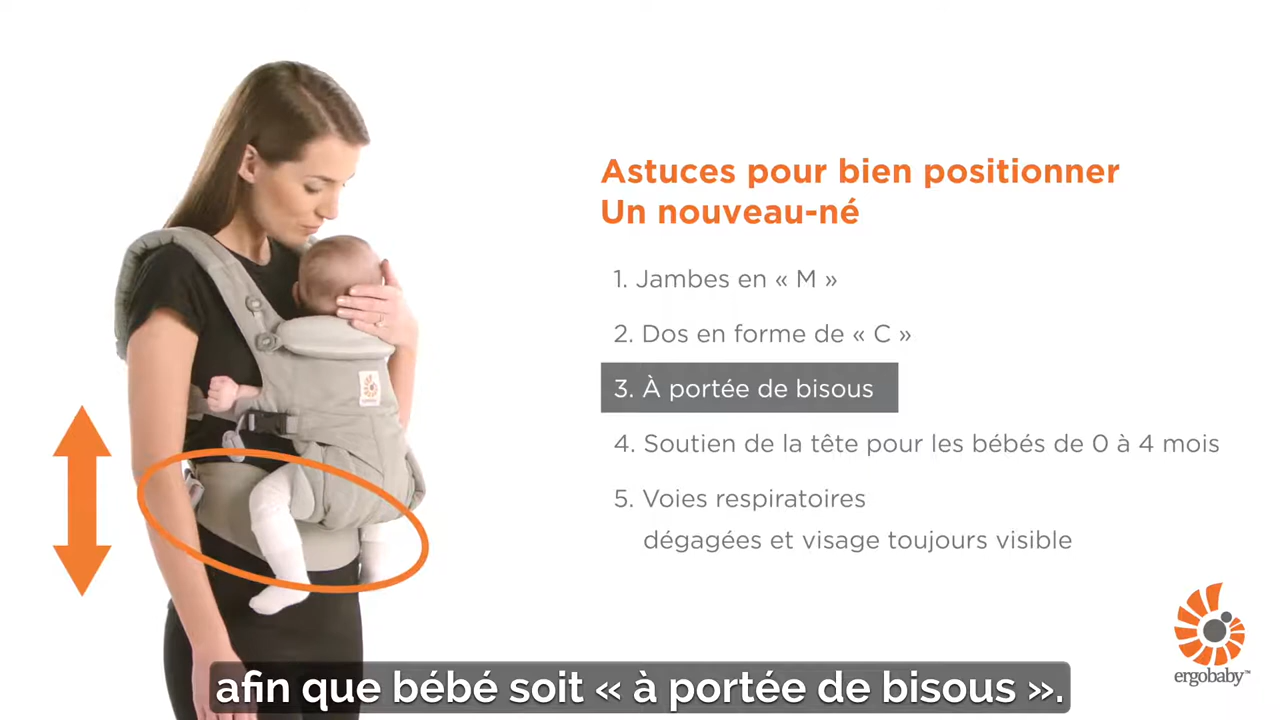 Astuces pour bien positionner
Un nouveau-né
1. Jambes en « M »
2. Dos en forme de « C »
3. À portée de bisous
4. Soutien de la tête pour les bébés de 0 à 4 mois
5. Voies respiratoires
dégagées et visage toujours visible
ergobaby™
afin que bébé soit « à portée de bisous ».